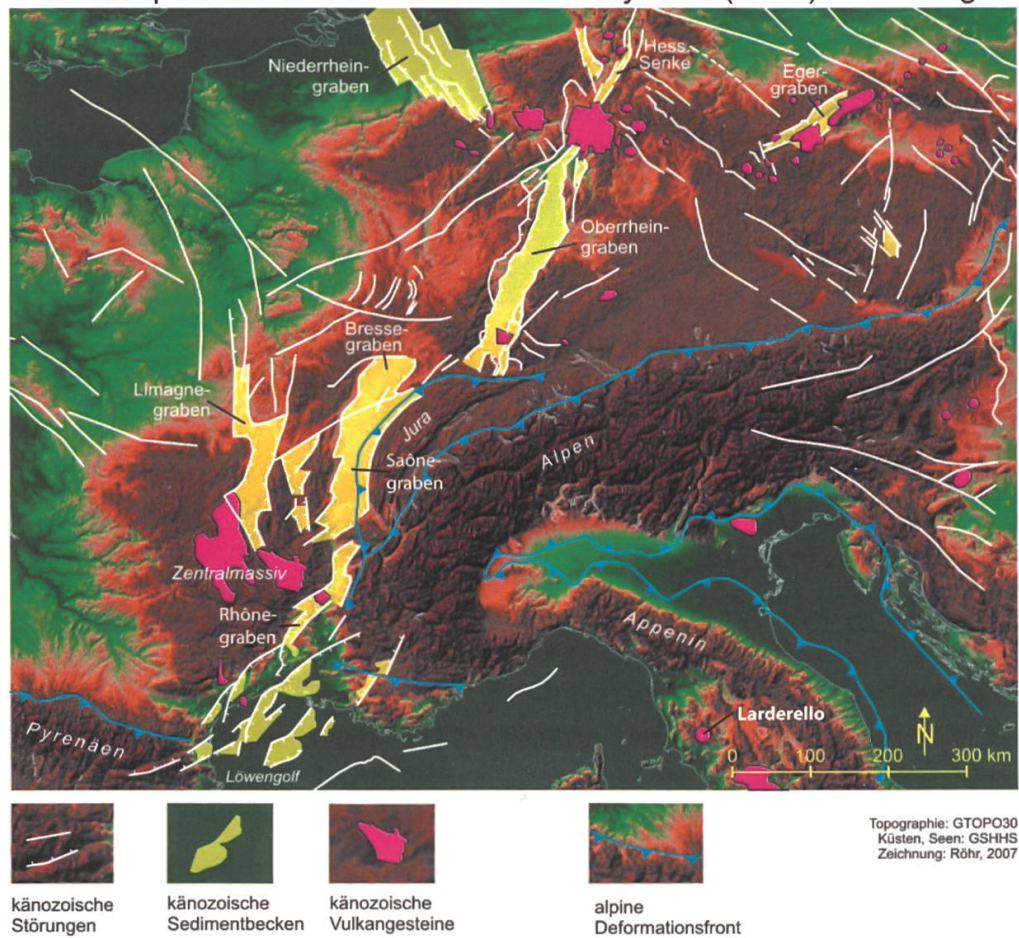 Niederrhein-
graben
Hess.
Senke
Eger-
graben
Oberrhein-
graben
Bresse-
graben
Limagne-
graben
Jura
Saône-
graben
Alpen
Zentralmassiv
Rhône-
graben
Appenin
Larderello
Pyrenäen
Löwengolf
N
0 100 200 300 km
känozoische
Störungen
känozoische
Sedimentbecken
känozoische
Vulkangesteine
alpine
Deformationsfront
Topographie: GTOPO30
Küsten, Seen: GSHHS
Zeichnung: Röhr, 2007